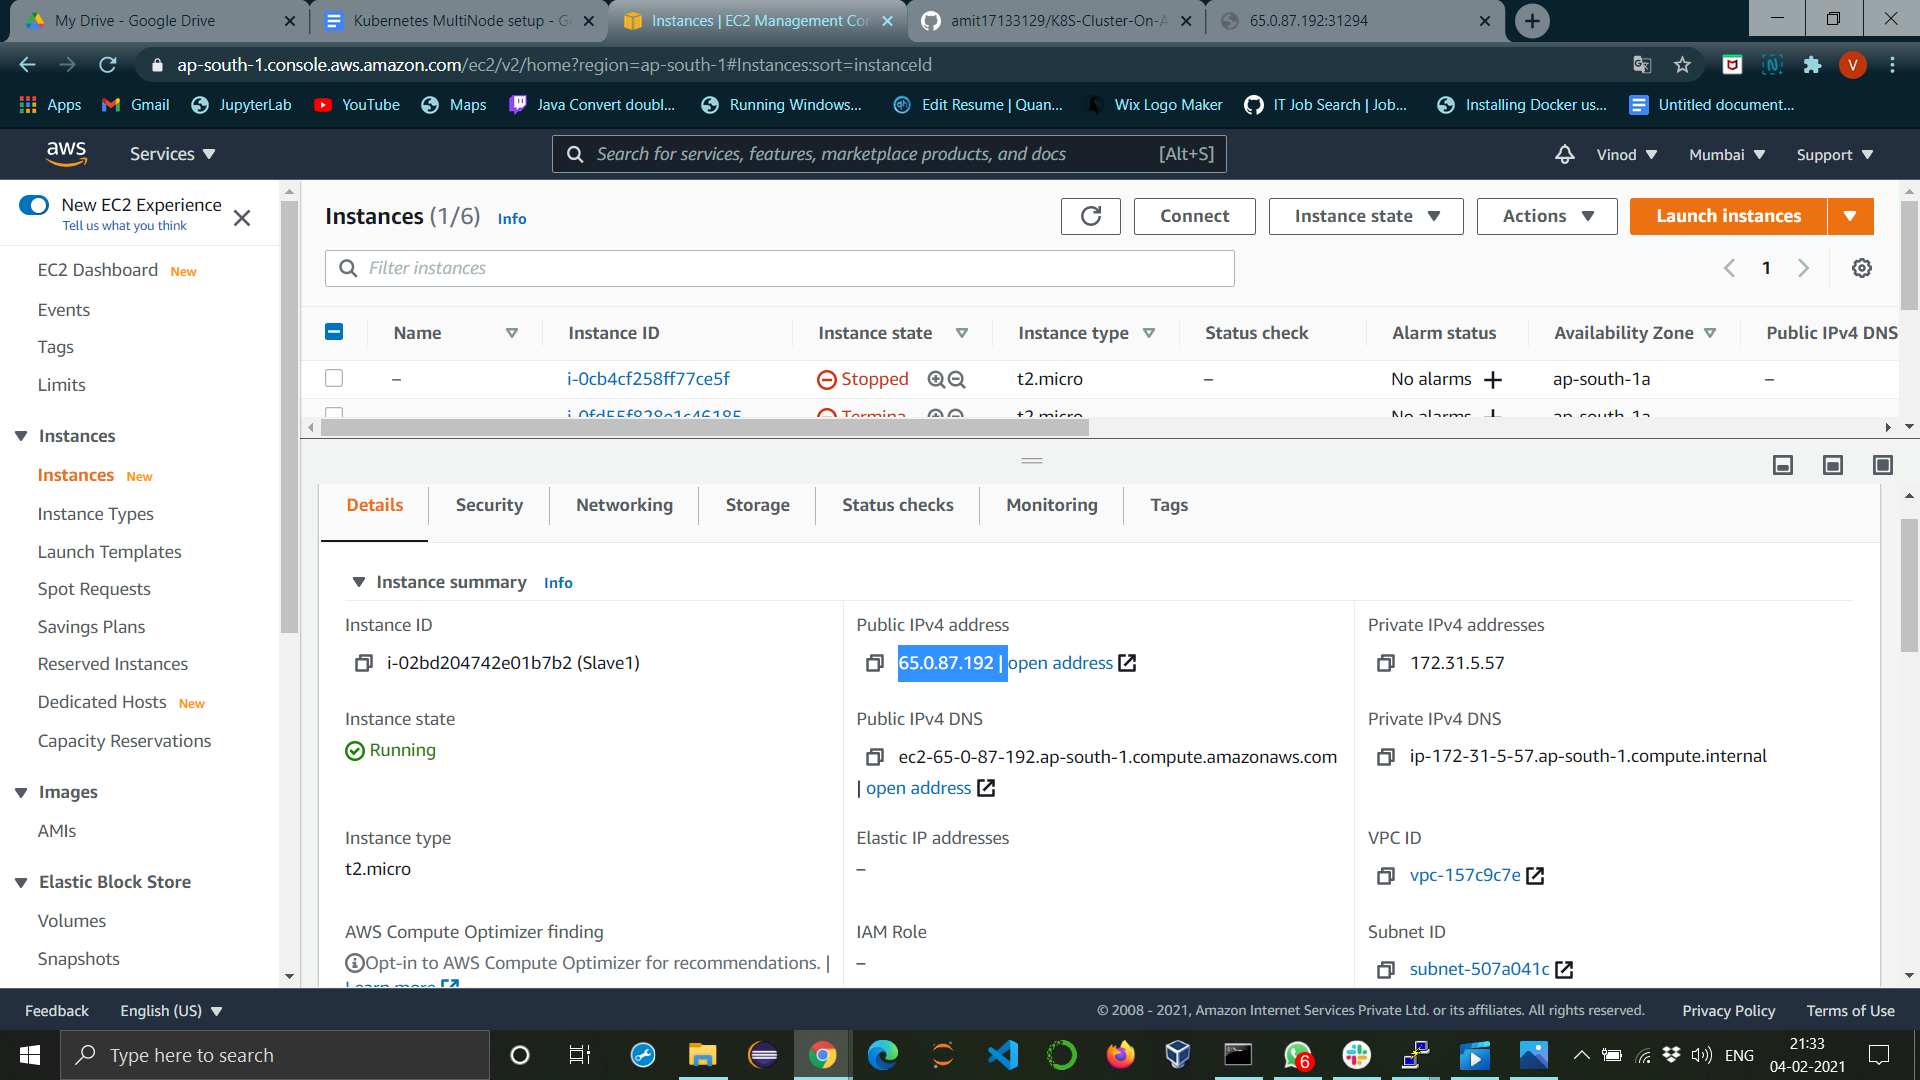 My Drive - Google Drive
Kubernetes MultiNode setup - G
Instances | EC2 Management Co
amit17133129/K8S-Cluster-On-A
65.0.87.192:31294
ap-south-1.console.aws.amazon.com/ec2/v2/home?region=ap-south-1#Instances:sort=instanceId
V
Apps
Gmail
JupyterLab
YouTube
Maps
Java Convert doubl...
Running Windows...
Edit Resume | Quan...
Wix Logo Maker
IT Job Search | Job...
Installing Docker us...
Untitled document...
aws
Services
Search for services, features, marketplace products, and docs
[Alt+S]
Vinod
Mumbai
Support
New EC2 Experience
Tell us what you think
EC2 Dashboard New
Events
Tags
Limits
Instances
Instances New
Instance Types
Launch Templates
Spot Requests
Savings Plans
Reserved Instances
Dedicated Hosts New
Capacity Reservations
Images
AMIs
Elastic Block Store
Volumes
Snapshots
Instances (1/6) Info
Connect
Instance state
Actions
Launch instances
Filter instances
1
Name
Instance ID
Instance state
Instance type
Status check
Alarm status
Availability Zone
Public IPv4 DNS
–
i-0cb4cf258ff77ce5f
Stopped
t2.micro
–
No alarms
ap-south-1a
–
i-0fd55f828e1c46185
Termina
t2.micro
No alarms
ap-south-1a
Details
Security
Networking
Storage
Status checks
Monitoring
Tags
Instance summary Info
Instance ID
i-02bd204742e01b7b2 (Slave1)
Public IPv4 address
65.0.87.192 | open address
Private IPv4 addresses
172.31.5.57
Instance state
Running
Public IPv4 DNS
ec2-65-0-87-192.ap-south-1.compute.amazonaws.com
| open address
Private IPv4 DNS
ip-172-31-5-57.ap-south-1.compute.internal
Instance type
t2.micro
Elastic IP addresses
–
VPC ID
vpc-157c9c7e
AWS Compute Optimizer finding
Opt-in to AWS Compute Optimizer for recommendations. |
Learn more
IAM Role
–
Subnet ID
subnet-507a041c
Feedback
English (US)
© 2008 - 2021, Amazon Internet Services Private Ltd. or its affiliates. All rights reserved.
Privacy Policy
Terms of Use
Type here to search
6
ENG
21:33
04-02-2021